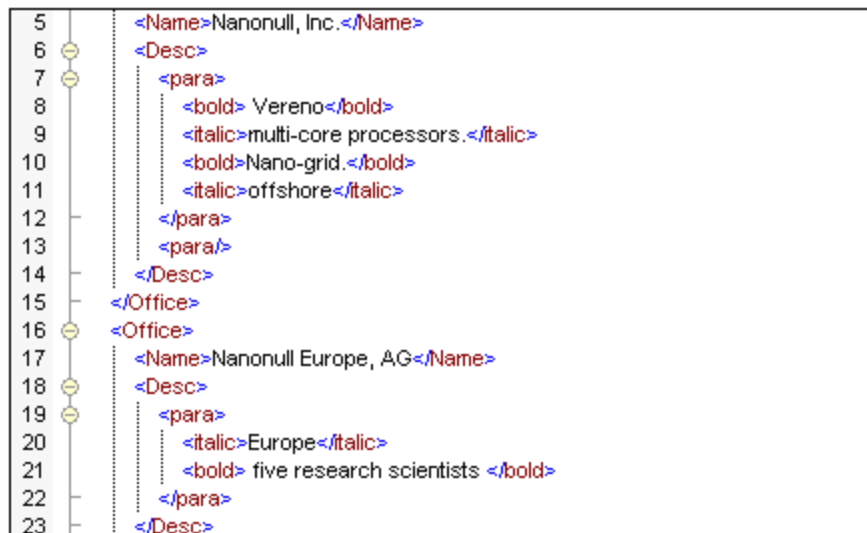 5 <Name>Nanonull, Inc.</Name>
6 <Desc>
7 <para>
8 <bold> Vereno</bold>
9 <italic>multi-core processors.</italic>
10 <bold>Nano-grid.</bold>
11 <italic>offshore</italic>
12 </para>
13 <para/>
14 </Desc>
15 </Office>
16 <Office>
17 <Name>Nanonull Europe, AG</Name>
18 <Desc>
19 <para>
20 <italic>Europe</italic>
21 <bold> five research scientists </bold>
22 </para>
23 </Desc>